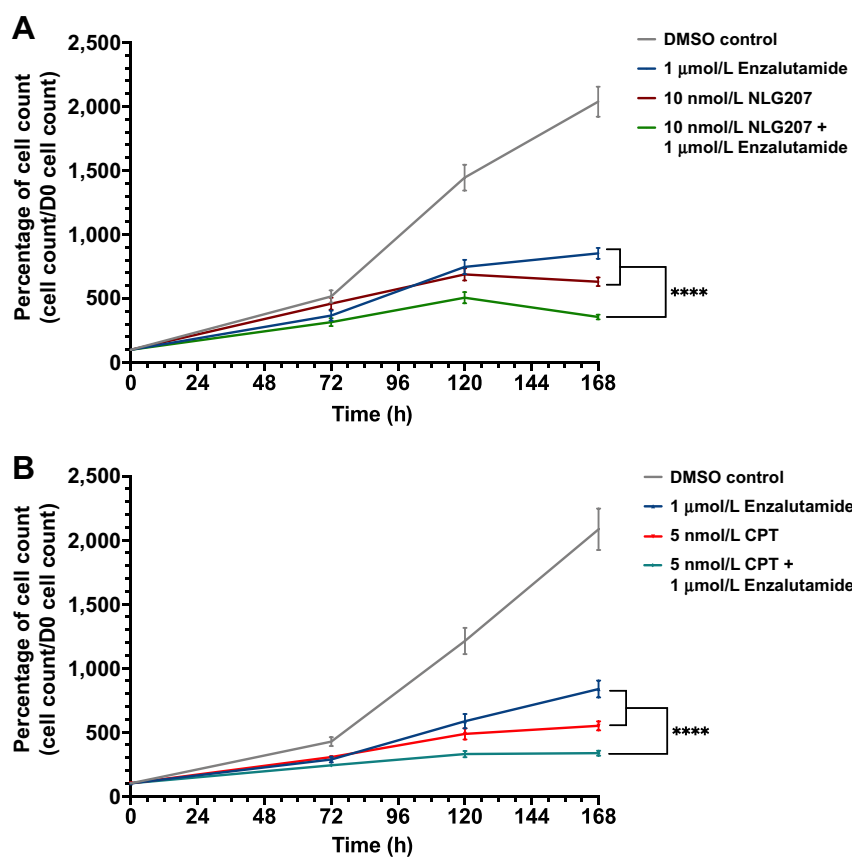 A
Percentage of cell count
(cell count/D0 cell count)
2,500
2,000
1,500
1,000
500
0
0 24 48 72 96 120 144 168
Time (h)
DMSO control
1 μmol/L Enzalutamide
10 nmol/L NLG207
10 nmol/L NLG207 +
1 μmol/L Enzalutamide
****
B
Percentage of cell count
(cell count/D0 cell count)
2,500
2,000
1,500
1,000
500
0
0 24 48 72 96 120 144 168
Time (h)
DMSO control
1 μmol/L Enzalutamide
5 nmol/L CPT
5 nmol/L CPT +
1 μmol/L Enzalutamide
****